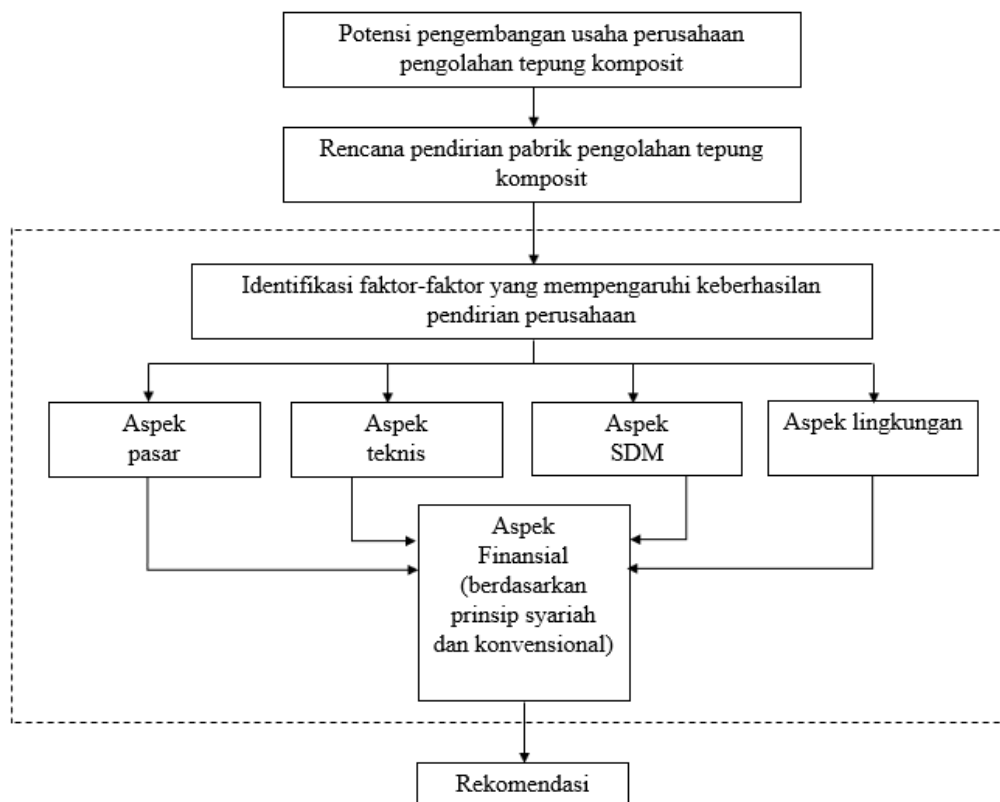 Potensi pengembangan usaha perusahaan
pengolahan tepung komposit
Rencana pendirian pabrik pengolahan tepung
komposit
Identifikasi faktor-faktor yang mempengaruhi keberhasilan
pendirian perusahaan
Aspek
pasar
Aspek
teknis
Aspek
SDM
Aspek lingkungan
Aspek
Finansial
(berdasarkan
prinsip syariah
dan konvensional)
Rekomendasi